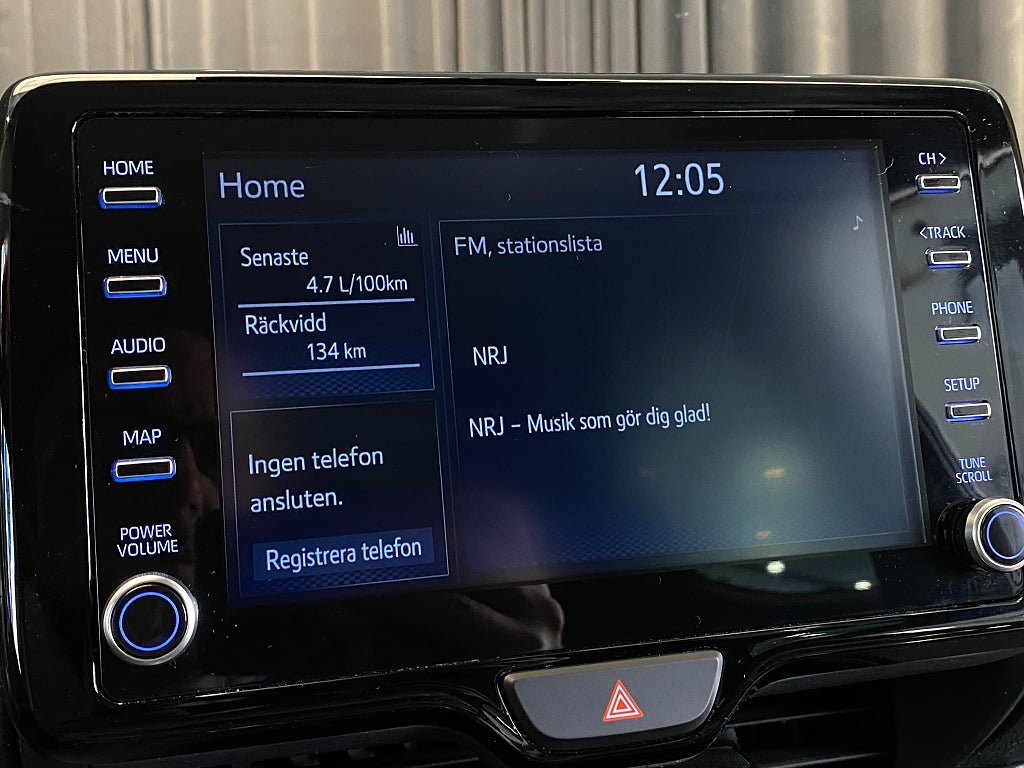 HOME
MENU
AUDIO
MAP
POWER
VOLUME
Home
12:05
Senaste
4.7 L/100km
Räckvidd
134 km
Ingen telefon
ansluten.
Registrera telefon
FM, stationslista
NRJ
NRJ – Musik som gör dig glad!
CH >
< TRACK
PHONE
SETUP
TUNE
SCROLL